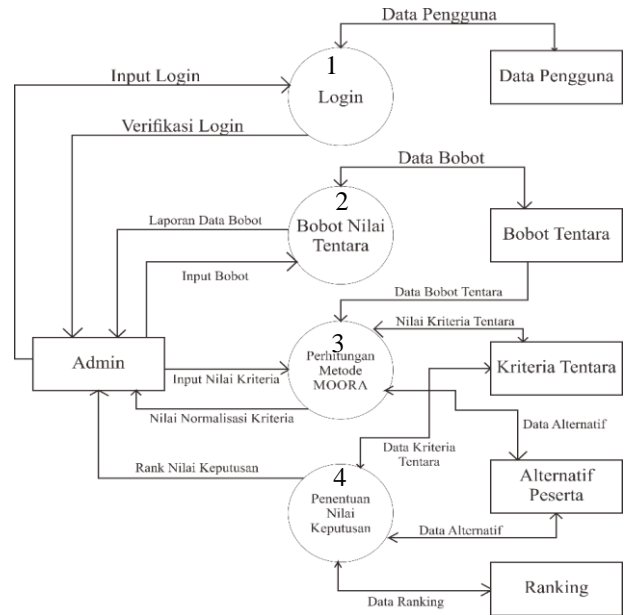 Data Pengguna
1
Login
Data Pengguna
Input Login
Verifikasi Login
Data Bobot
2
Bobot Nilai
Tentara
Bobot Tentara
Laporan Data Bobot
Input Bobot
Data Bobot Tentara
Nilai Kriteria Tentara
3
Perhitungan
Metode
MOORA
Admin
Kriteria Tentara
Input Nilai Kriteria
Nilai Normalisasi Kriteria
Data Alternatif
Data Kriteria
Tentara
Rank Nilai Keputusan
4
Penentuan
Nilai
Keputusan
Alternatif
Peserta
Data Alternatif
Ranking
Data Ranking